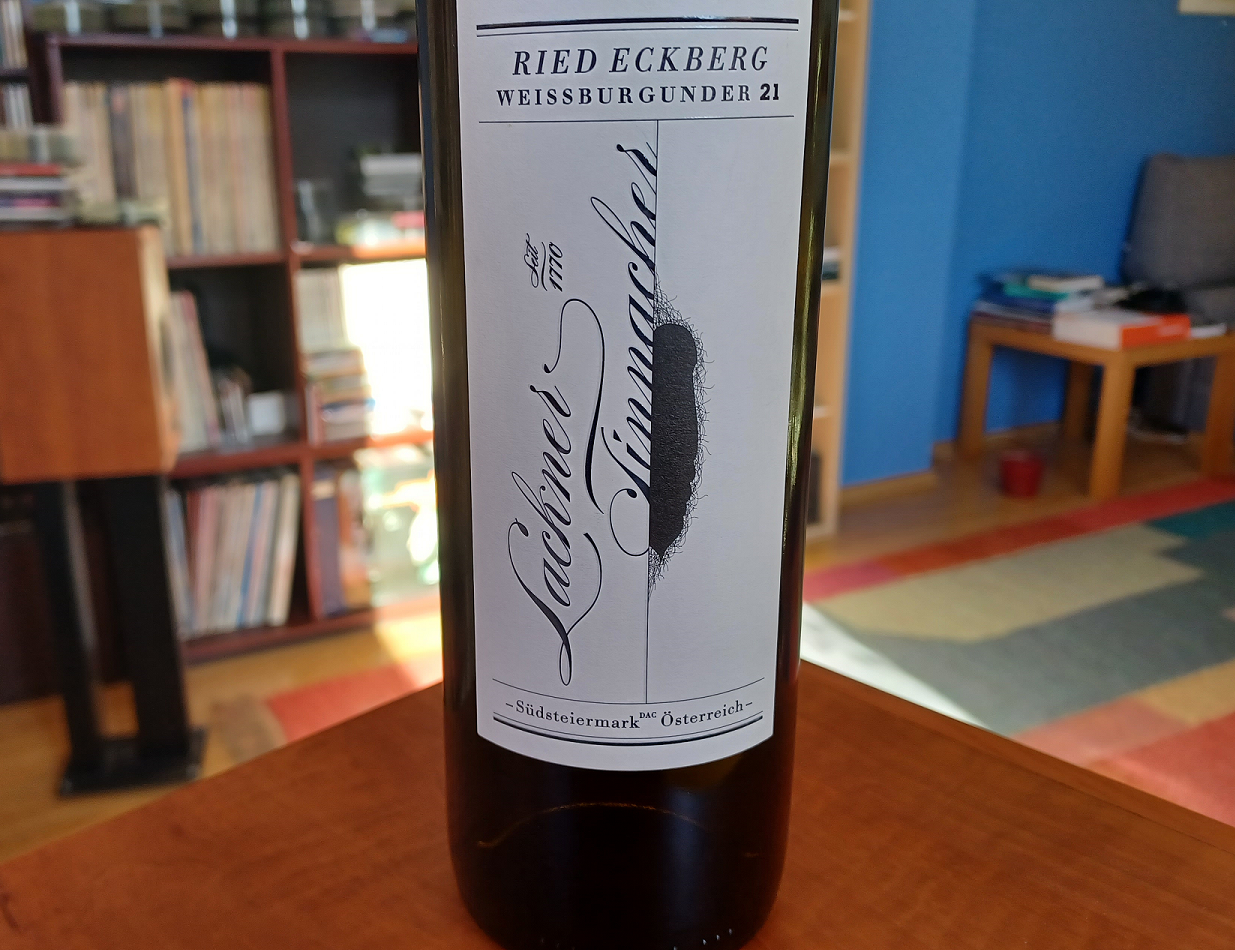 RIED ECKBERG
WEISSBURGUNDER 21
Seit
1770
Lackner
Tinnacher
–Südsteiermark DAC Österreich–